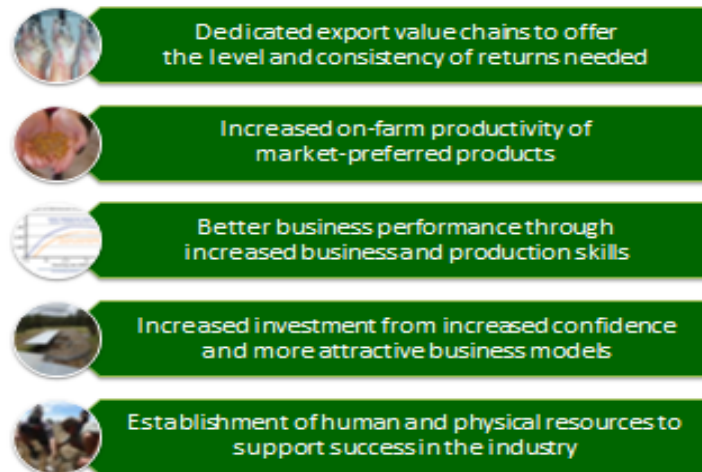 Dedicated export value chains to offer
the level and consistency of returns needed
Increased on-farm productivity of
market-preferred products
Better business performance through
increased business and production skills
Increased investment from increased confidence
and more attractive business models
Establishment of human and physical resources to
support success in the industry